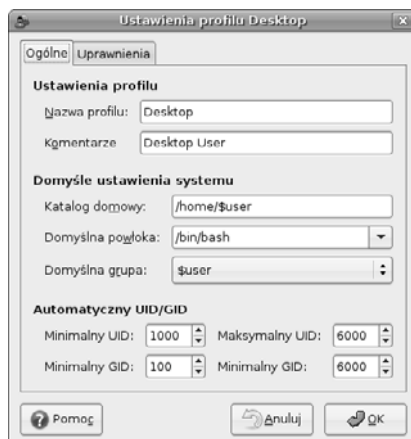 Ustawienia profilu Desktop
Ogólne Uprawnienia
Ustawienia profilu
Nazwa profilu: Desktop
Komentarze Desktop User
Domyśle ustawienia systemu
Katalog domowy: /home/$user
Domyślna powłoka: /bin/bash
Domyślna grupa: $user
Automatyczny UID/GID
Minimalny UID: 1000 Maksymalny UID: 6000
Minimalny GID: 100 Minimalny GID: 6000
Pomoc Anuluj OK